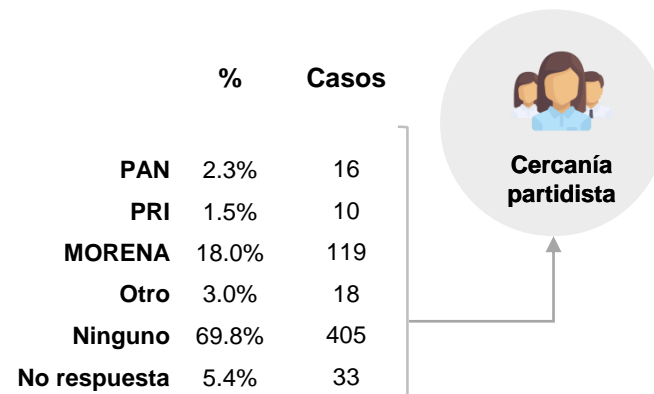 % Casos
PAN 2.3% 16
PRI 1.5% 10
MORENA 18.0% 119
Otro 3.0% 18
Ninguno 69.8% 405
No respuesta 5.4% 33
Cercanía
partidista